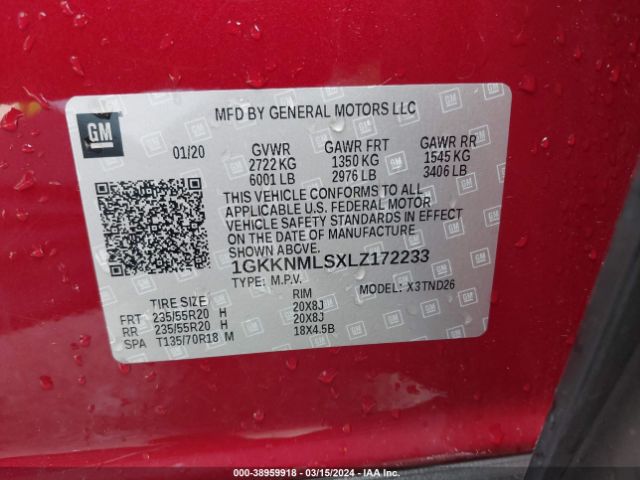 MFD BY GENERAL MOTORS LLC
GM
01/20 GVWR GAWR FRT GAWR RR
2722 KG 1350 KG 1545 KG
6001 LB 2976 LB 3406 LB
THIS VEHICLE CONFORMS TO ALL
APPLICABLE U.S. FEDERAL MOTOR
VEHICLE SAFETY STANDARDS IN EFFECT
ON THE DATE OF MANUFACTURE
SHOWN ABOVE.
1GKKNMLSXLZ172233
TYPE: M.P.V. MODEL: X3TND26
TIRE SIZE RIM
FRT 235/55R20 H 20X8J
RR 235/55R20 H 20X8J
SPA T135/70R18 M 18X4.5B
000-38959918 - 03/15/2024 - IAA Inc.